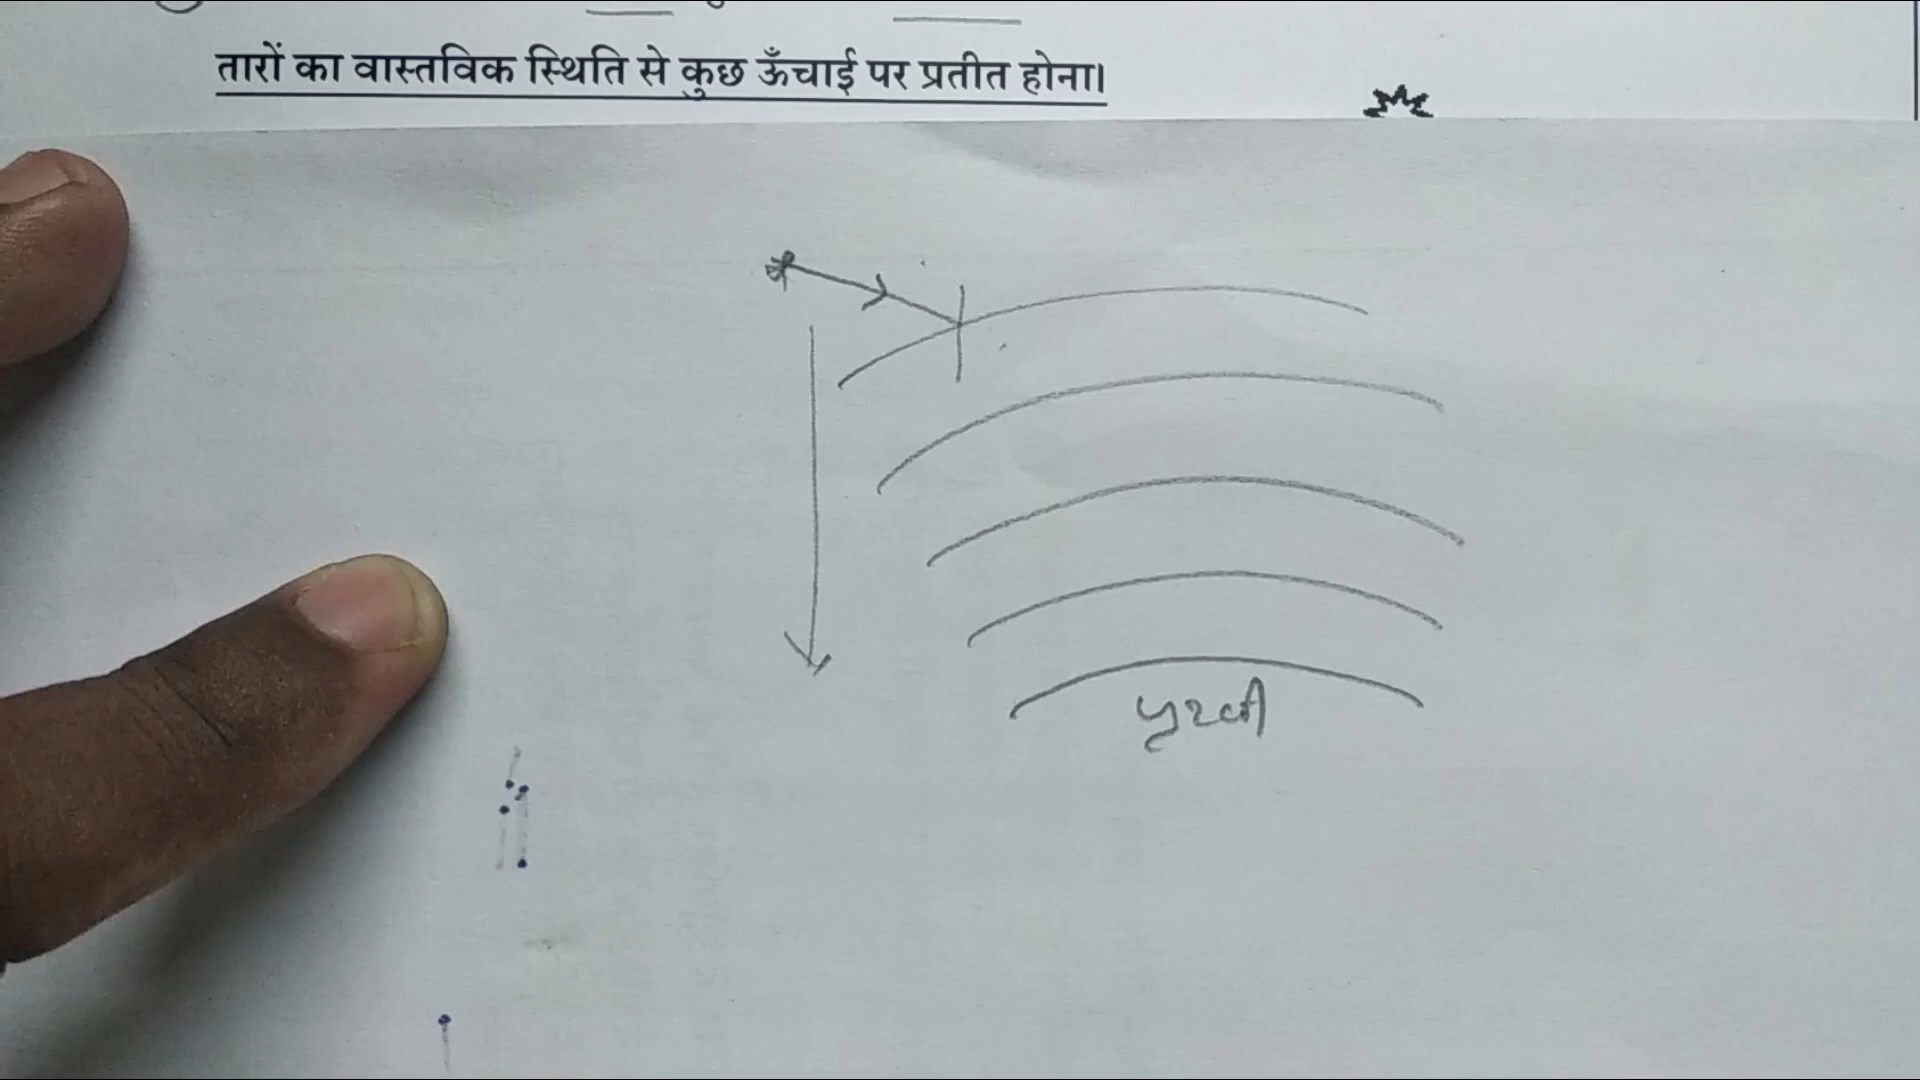 तारों का वास्तविक स्थिति से कुछ ऊँचाई पर प्रतीत होना।
पृथ्वी